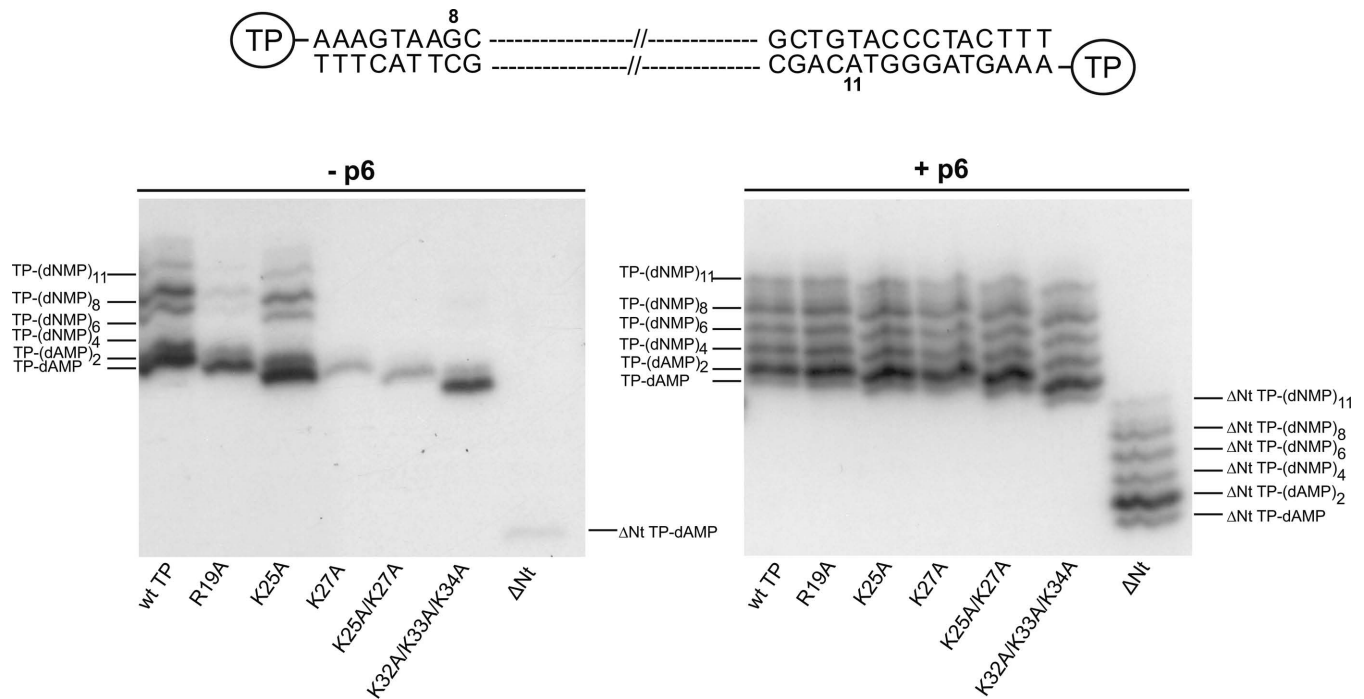 8
TP AAAGTAAGC ----------------//------------ GCTGTACCCTACTTT
TTTCATTCG ----------------//------------ CGACATGGGATGAAA TP
11
- p6
TP-(dNMP)11
TP-(dNMP)8
TP-(dNMP)6
TP-(dNMP)4
TP-(dAMP)2
TP-dAMP
ΔNt TP-dAMP
wt TP
R19A
K25A
K27A
K25A/K27A
K32A/K33A/K34A
ΔNt
+ p6
TP-(dNMP)11
TP-(dNMP)8
TP-(dNMP)6
TP-(dNMP)4
TP-(dAMP)2
TP-dAMP
ΔNt TP-(dNMP)11
ΔNt TP-(dNMP)8
ΔNt TP-(dNMP)6
ΔNt TP-(dNMP)4
ΔNt TP-(dAMP)2
ΔNt TP-dAMP
wt TP
R19A
K25A
K27A
K25A/K27A
K32A/K33A/K34A
ΔNt